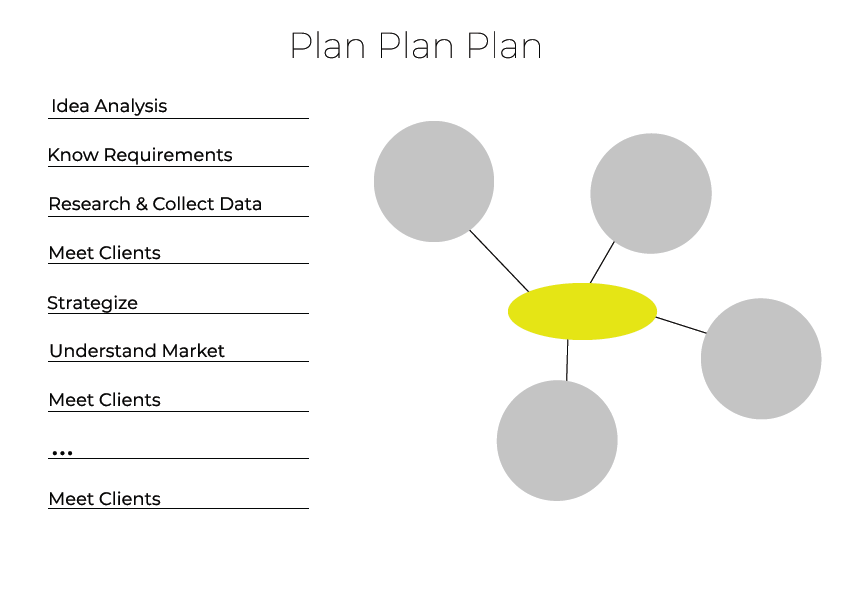 Plan Plan Plan
Idea Analysis
Know Requirements
Research & Collect Data
Meet Clients
Strategize
Understand Market
Meet Clients
...
Meet Clients